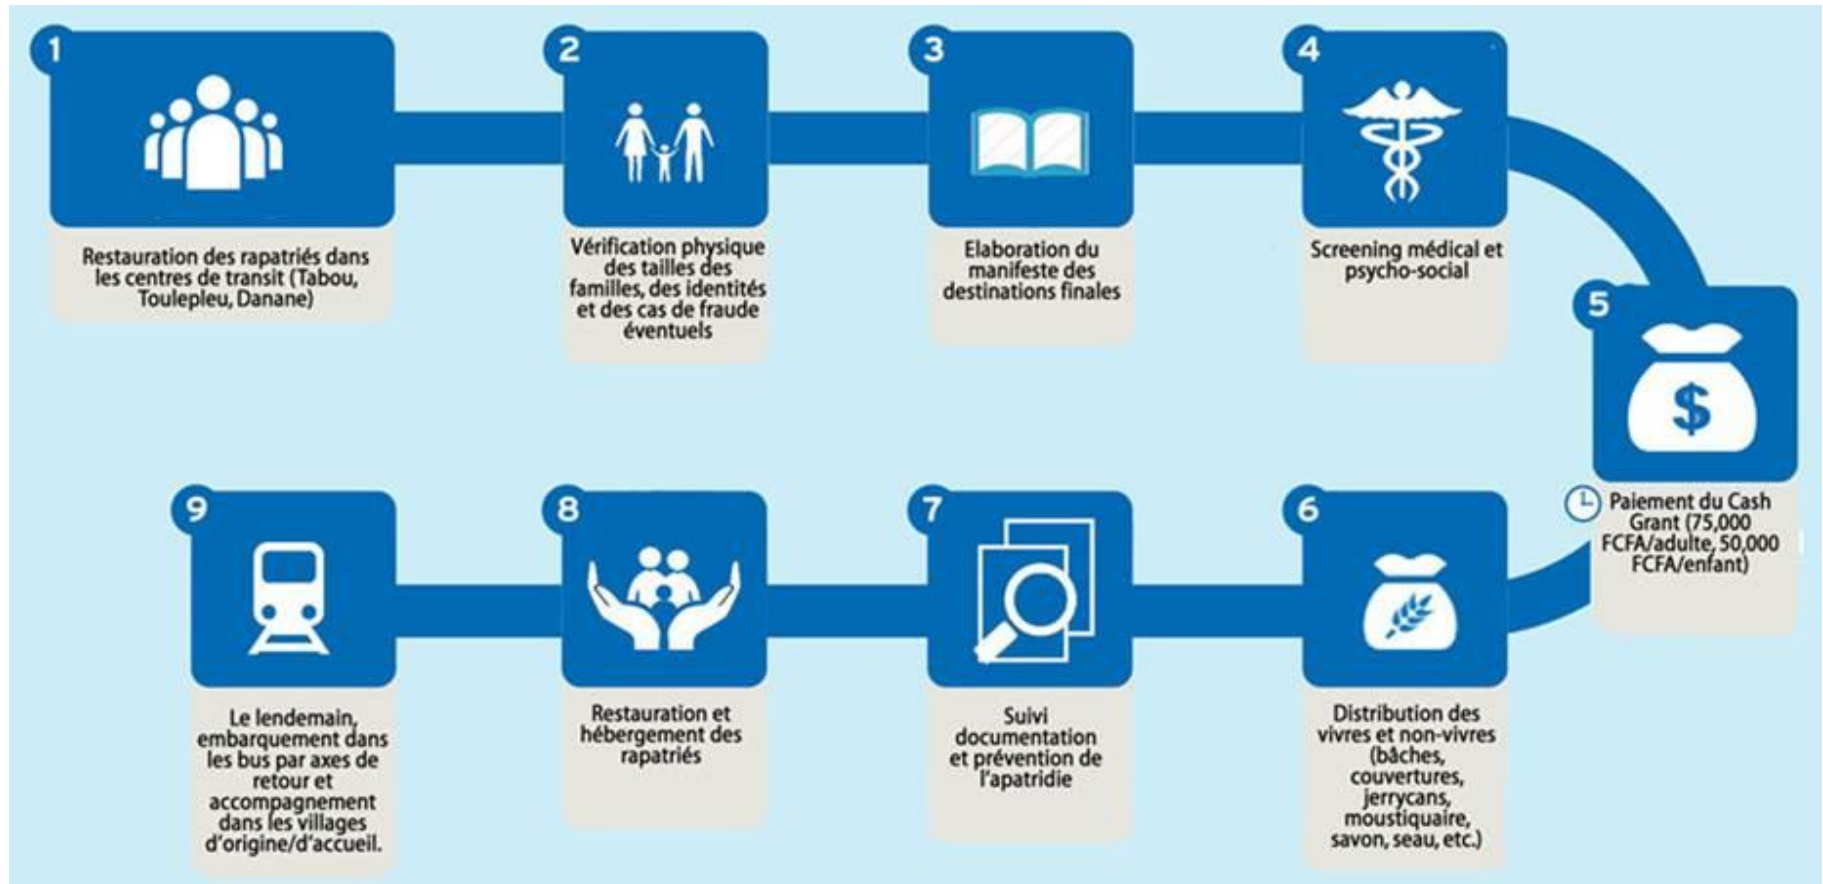 1
Restauration des rapatriés dans
les centres de transit (Tabou,
Toulepleu, Danane)
2
Vérification physique
des tailles des
familles, des identités
et des cas de fraude
éventuels
3
Elaboration du
manifeste des
destinations finales
4
Screening médical et
psycho-social
5
$
Paiement du Cash
Grant (75,000
FCFA/adulte, 50,000
FCFA/enfant)
6
Distribution des
vivres et non-vivres
(bâches,
couvertures,
jerrycans,
moustiquaire,
savon, seau, etc.)
7
Suivi
documentation
et prévention de
l'apatridie
8
Restauration et
hébergement des
rapatriés
9
Le lendemain,
embarquement dans
les bus par axes de
retour et
accompagnement
dans les villages
d'origine/d'accueil.